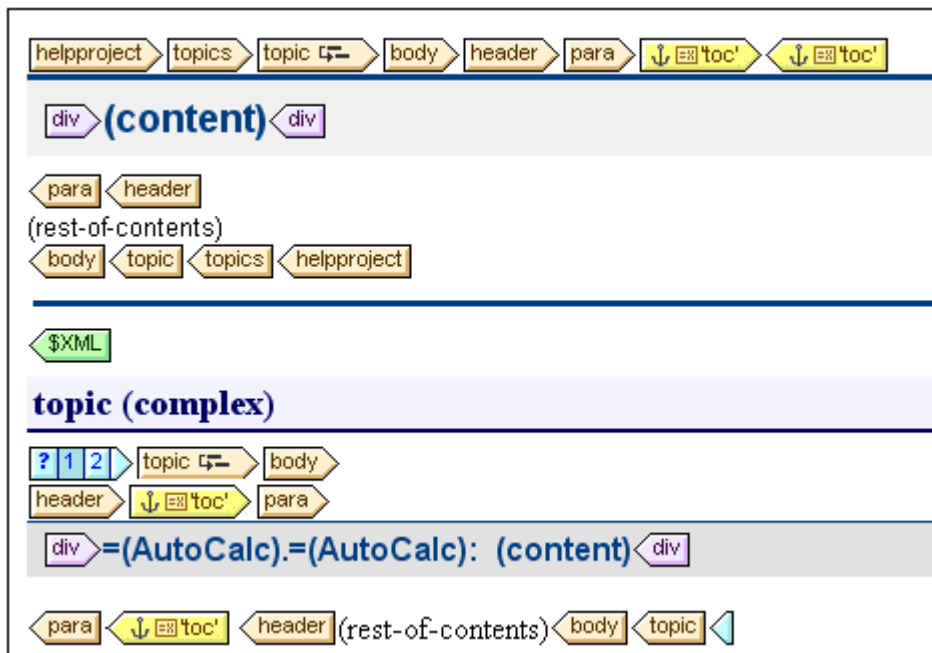 helpproject topics topic body header para 'toc' 'toc'
div (content) div
para header
(rest-of-contents)
body topic topics helpproject
$XML
topic (complex)
? 1 2 topic body
header 'toc' para
div =(AutoCalc).=(AutoCalc): (content) div
para 'toc' header (rest-of-contents) body topic